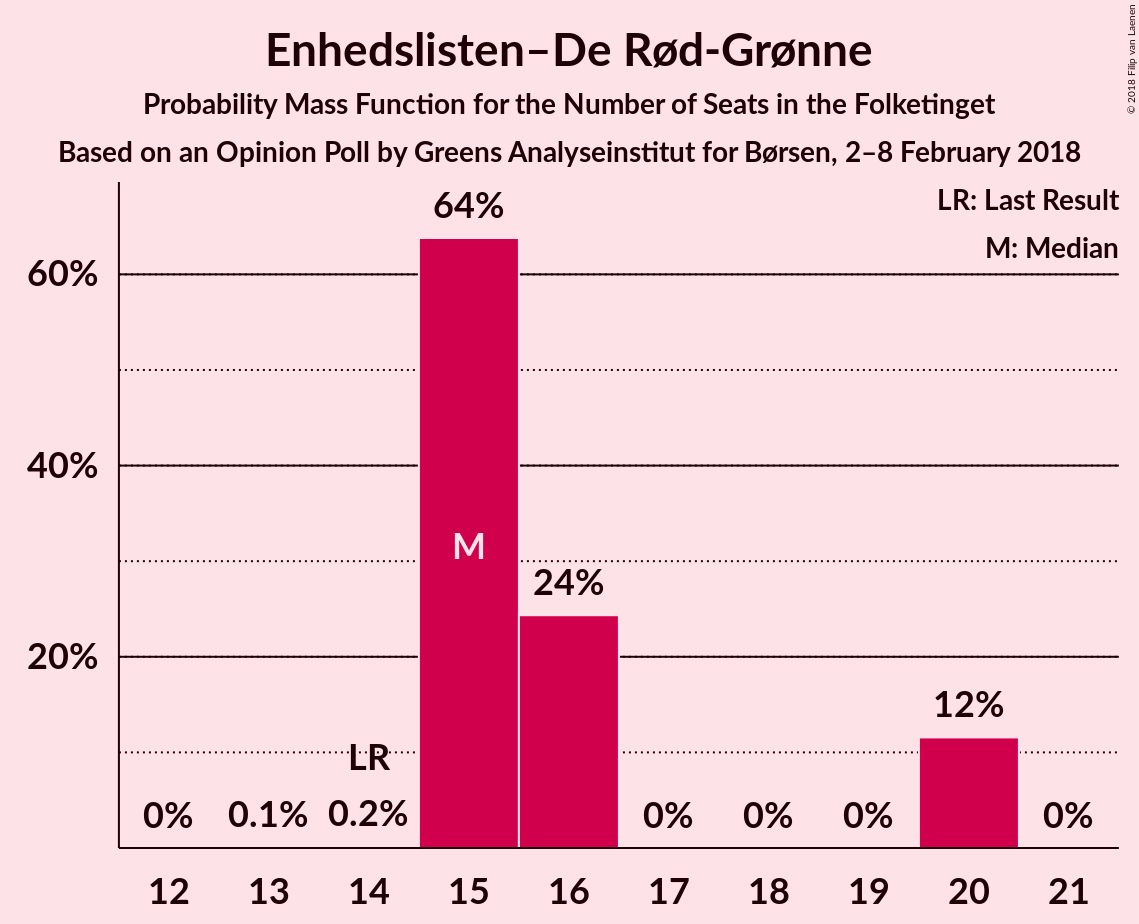 Enhedslisten–De Rød-Grønne
Probability Mass Function for the Number of Seats in the Folketinget
Based on an Opinion Poll by Greens Analyseinstitut for Børsen, 2–8 February 2018
© 2018 Filip van Laenen
LR: Last Result
M: Median
64%
60%
40%
M
24%
20%
12%
LR
0% 0.1% 0.2% 0% 0% 0% 0%
12 13 14 15 16 17 18 19 20 21